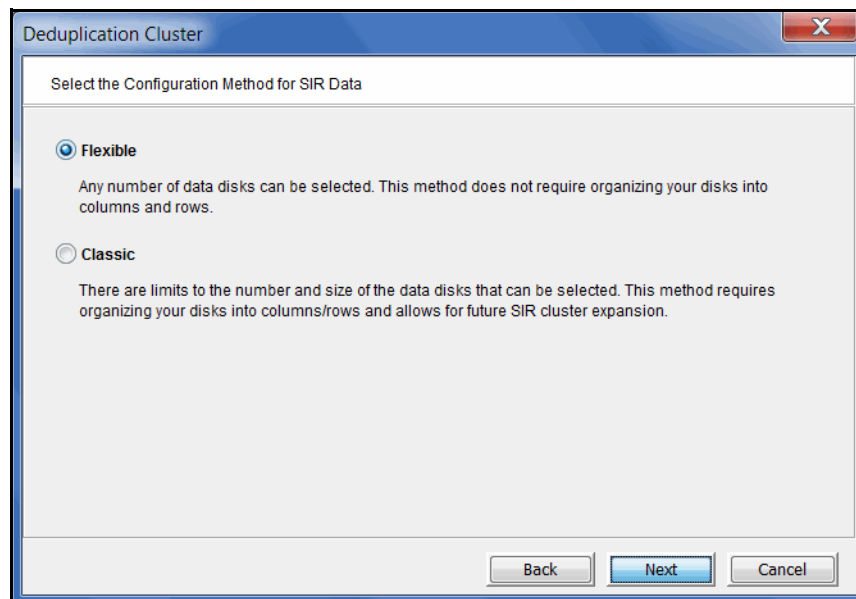 Deduplication Cluster
Select the Configuration Method for SIR Data
Flexible
Any number of data disks can be selected. This method does not require organizing your disks into
columns and rows.
Classic
There are limits to the number and size of the data disks that can be selected. This method requires
organizing your disks into columns/rows and allows for future SIR cluster expansion.
Back Next Cancel